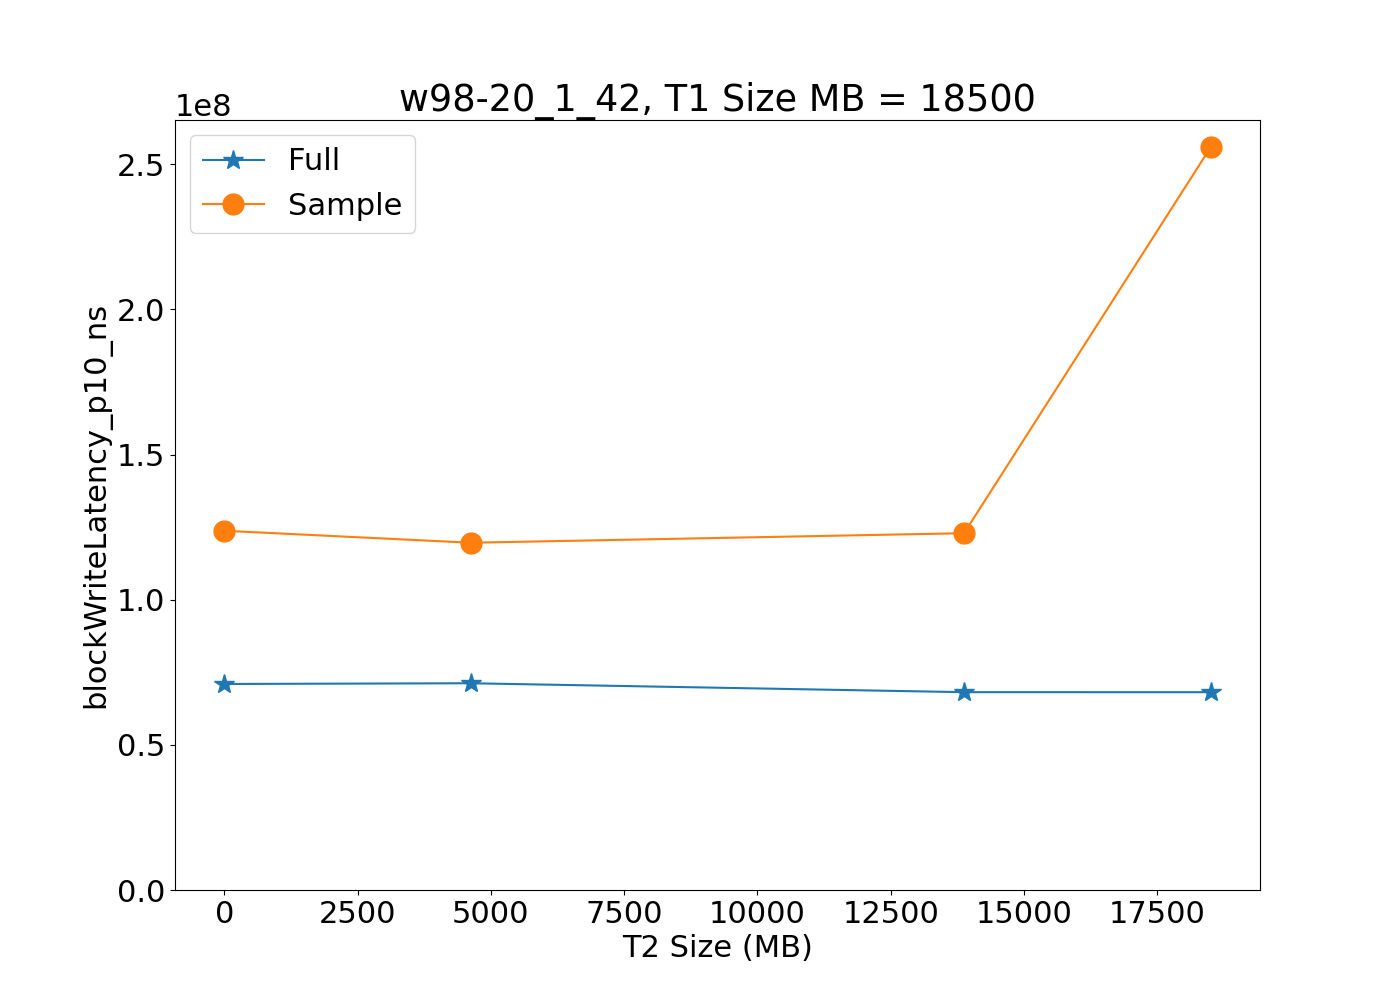 w98-20_1_42, T1 Size MB = 18500
1e8
Full
Sample
2.5
2.0
1.5
1.0
0.5
0.0
blockWriteLatency_p10_ns
0 2500 5000 7500 10000 12500 15000 17500
T2 Size (MB)